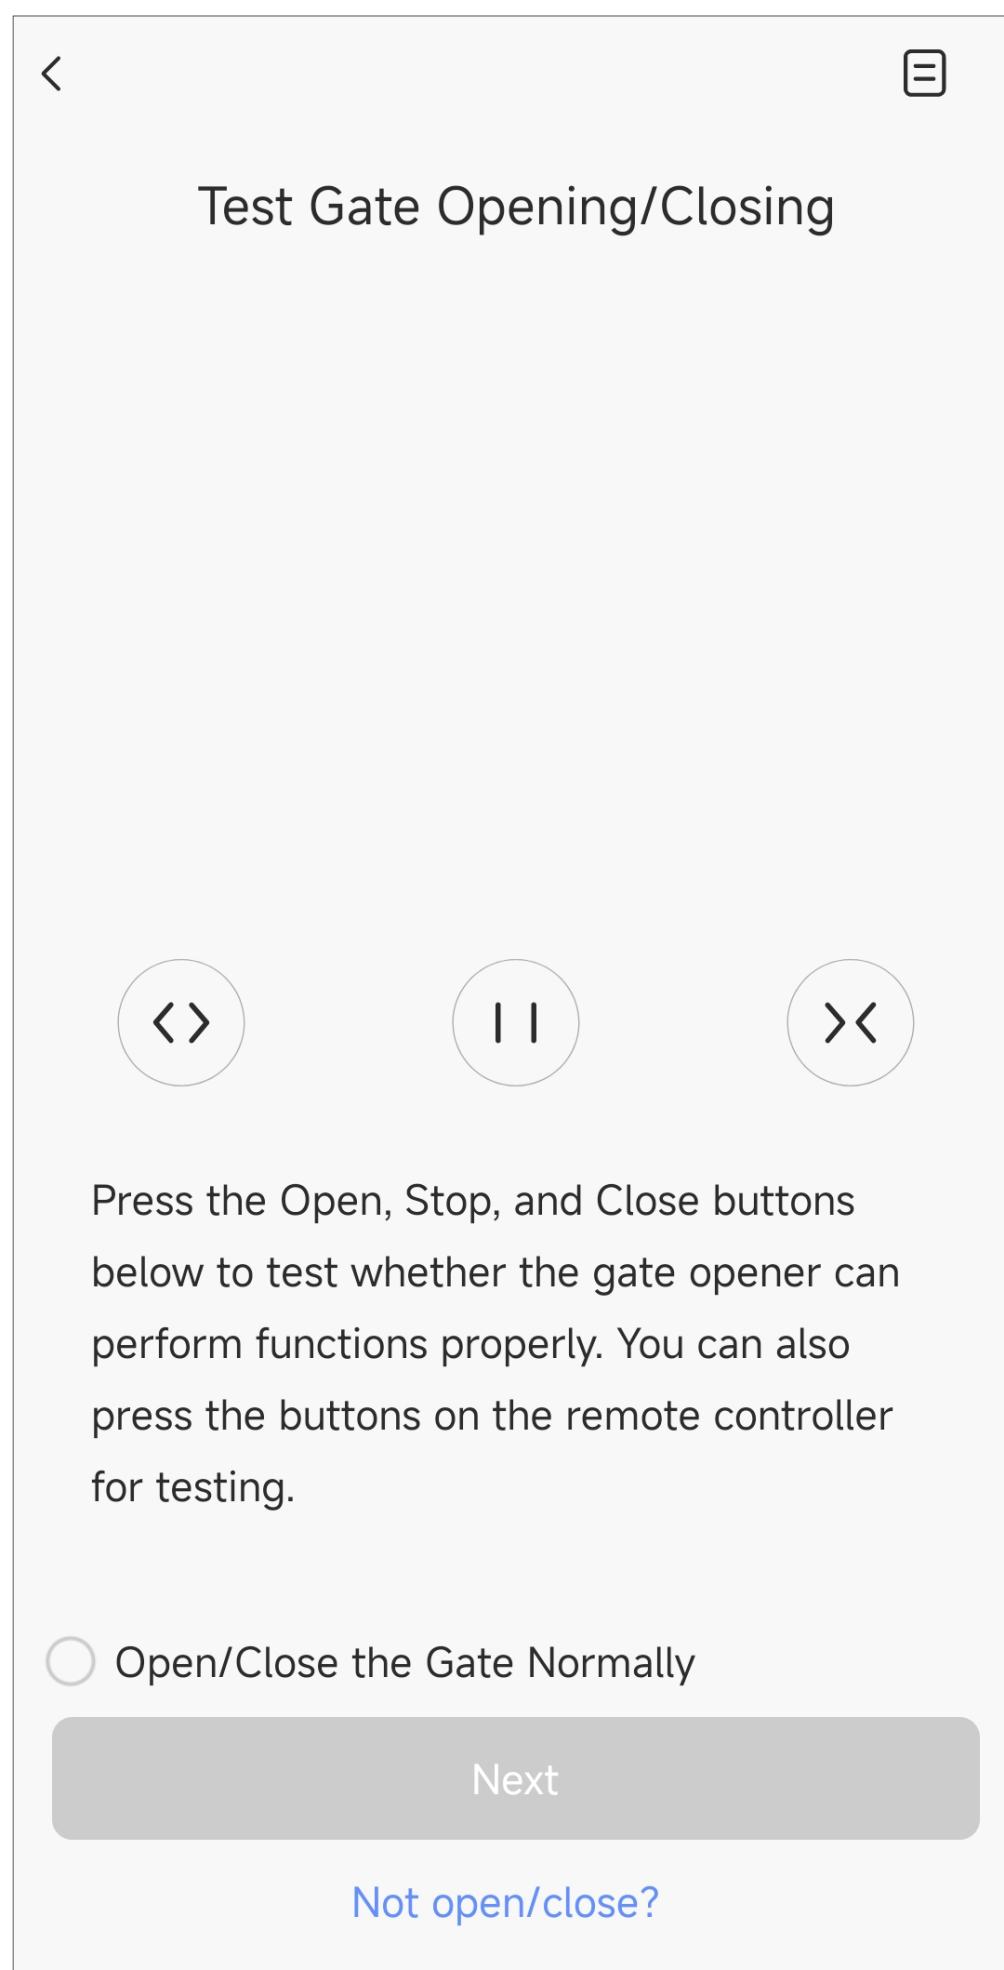 Test Gate Opening/Closing
Press the Open, Stop, and Close buttons
below to test whether the gate opener can
perform functions properly. You can also
press the buttons on the remote controller
for testing.
Open/Close the Gate Normally
Next
Not open/close?